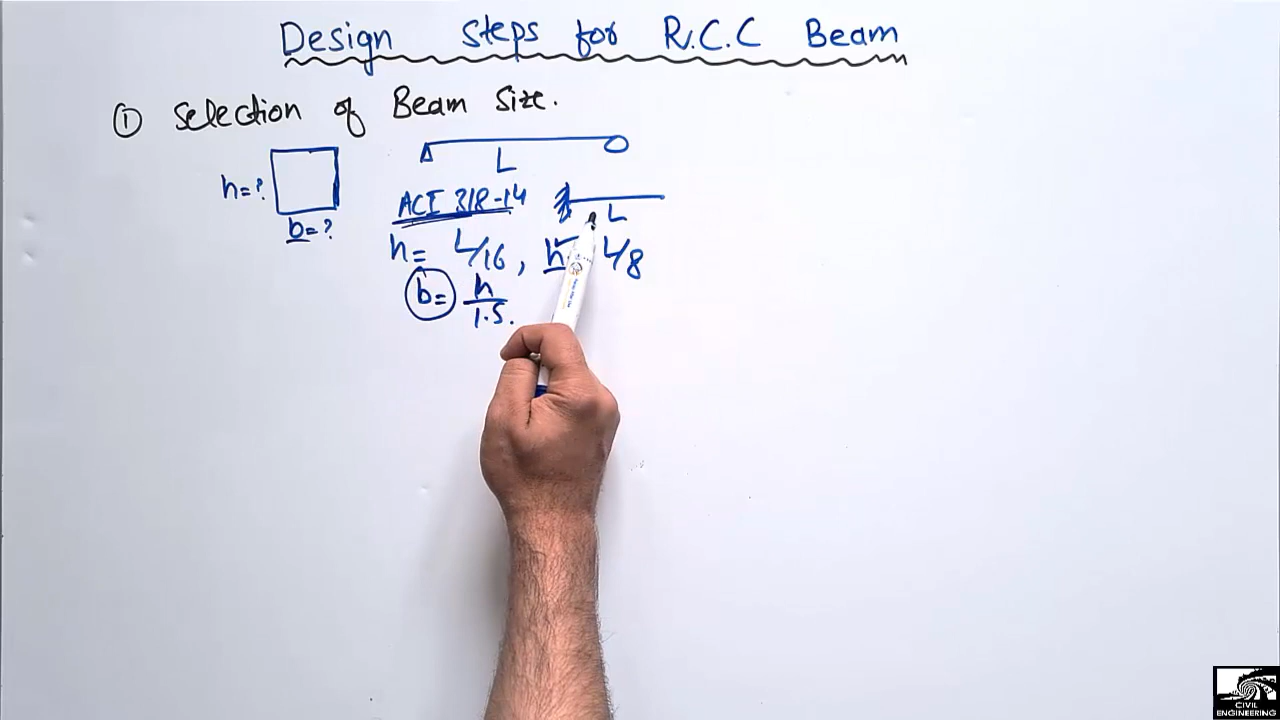 Design Steps for R.C.C Beam
① Selection of Beam Size.
h=?
b=?
L
ACI 318-14
L
h= L/16, h L/8
b= h/1.5.
CIVIL
ENGINEERING